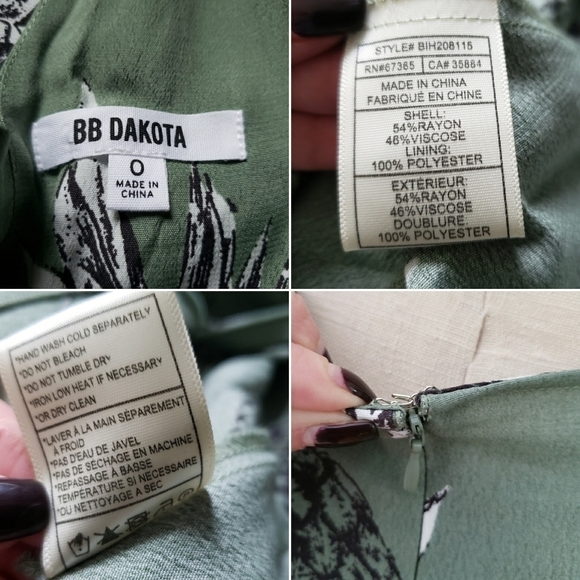 BB DAKOTA
0
MADE IN
CHINA
STYLE# BIH208115
RN#67365 CA# 35884
MADE IN CHINA
FABRIQUÉ EN CHINE
SHELL:
54%RAYON
46%VISCOSE
LINING:
100% POLYESTER
EXTÉRIEUR:
54%RAYON
46%VISCOSE
DOUBLURE:
100% POLYESTER
*HAND WASH COLD SEPARATELY
*DO NOT BLEACH
*DO NOT TUMBLE DRY
*IRON LOW HEAT IF NECESSARY
*OR DRY CLEAN
*LAVER À LA MAIN SÉPAREMENT
À FROID
*PAS D'EAU DE JAVEL
*PAS DE SÉCHAGE EN MACHINE
*REPASSAGE À BASSE
TEMPÉRATURE SI NÉCESSAIRE
*OU NETTOYAGE A SEC